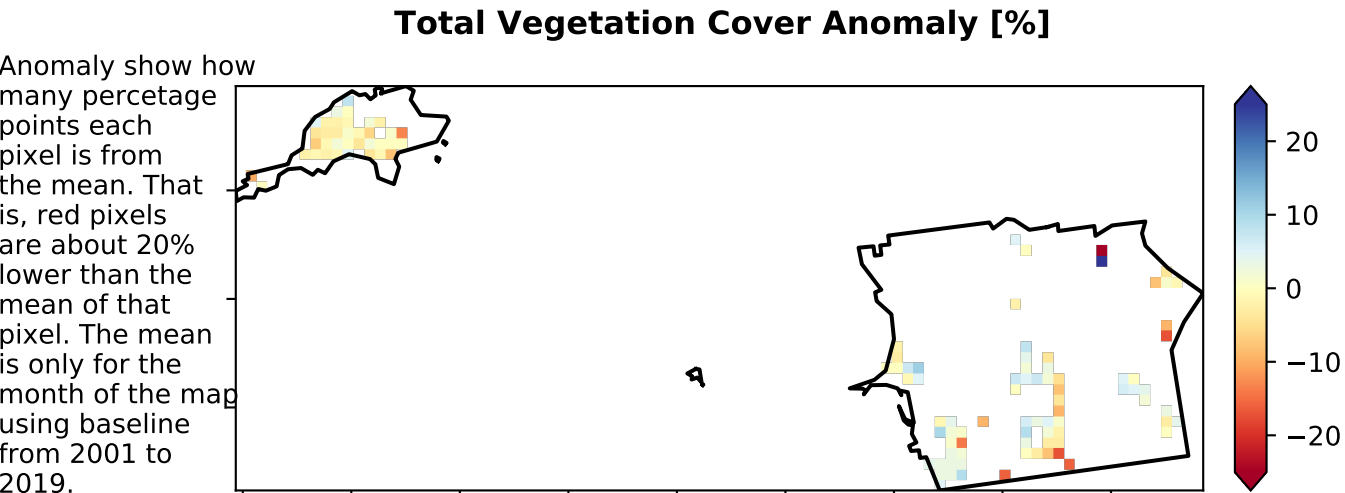 Total Vegetation Cover Anomaly [%]
Anomaly show how
many percetage
points each
pixel is from
the mean. That
is, red pixels
are about 20%
lower than the
mean of that
pixel. The mean
is only for the
month of the map
using baseline
from 2001 to
2019.
20
10
0
−10
−20